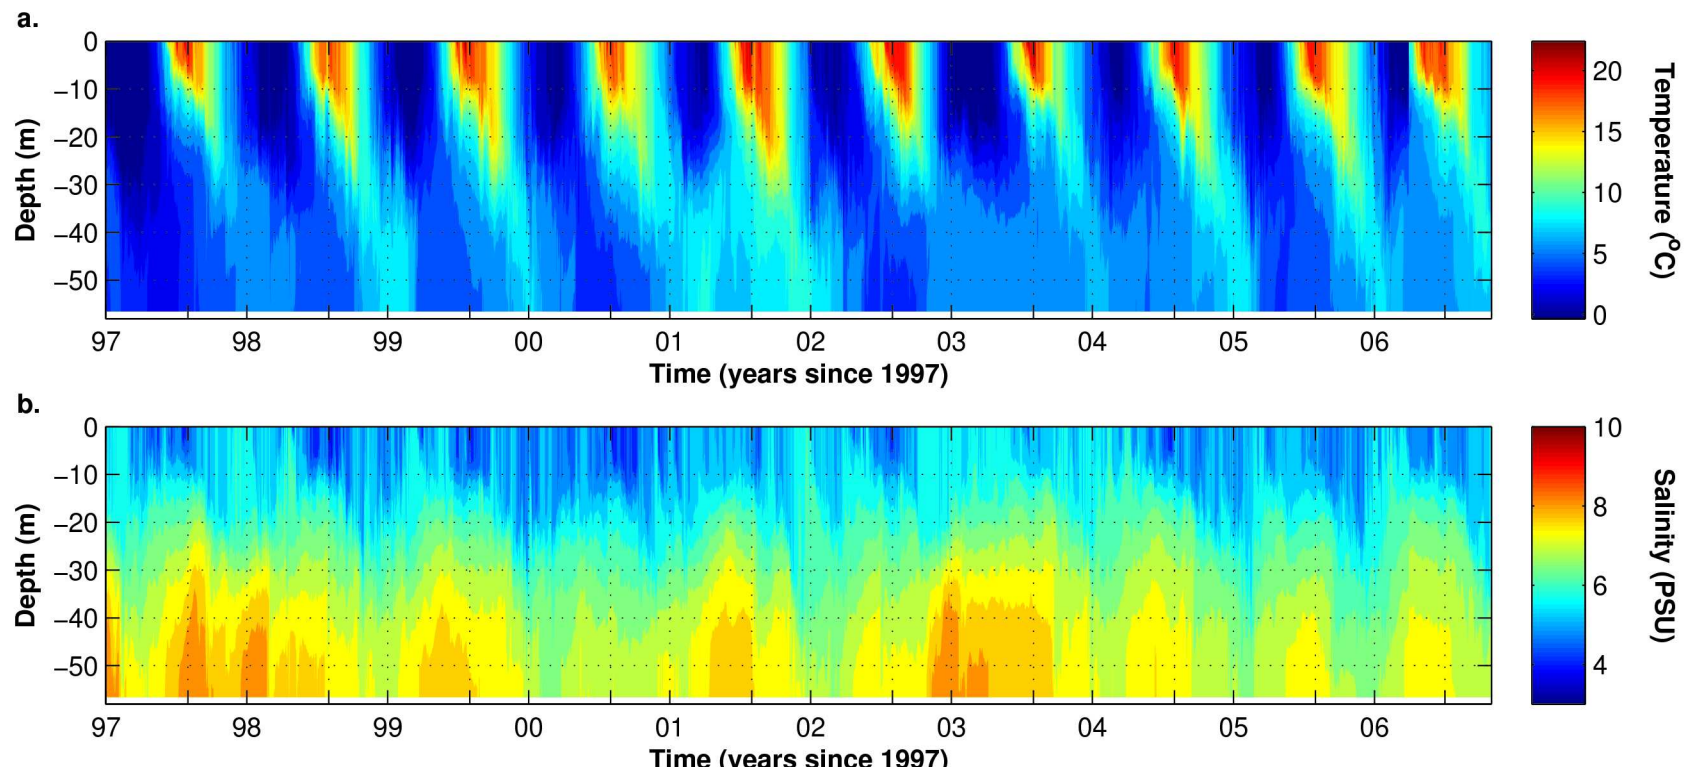 a.
0
−10
−20
−30
−40
−50
Depth (m)
97 98 99 00 01 02 03 04 05 06
Time (years since 1997)
20
15
10
5
0
Temperature (ºC)
b.
0
−10
−20
−30
−40
−50
Depth (m)
97 98 99 00 01 02 03 04 05 06
Time (years since 1997)
10
8
6
4
Salinity (PSU)